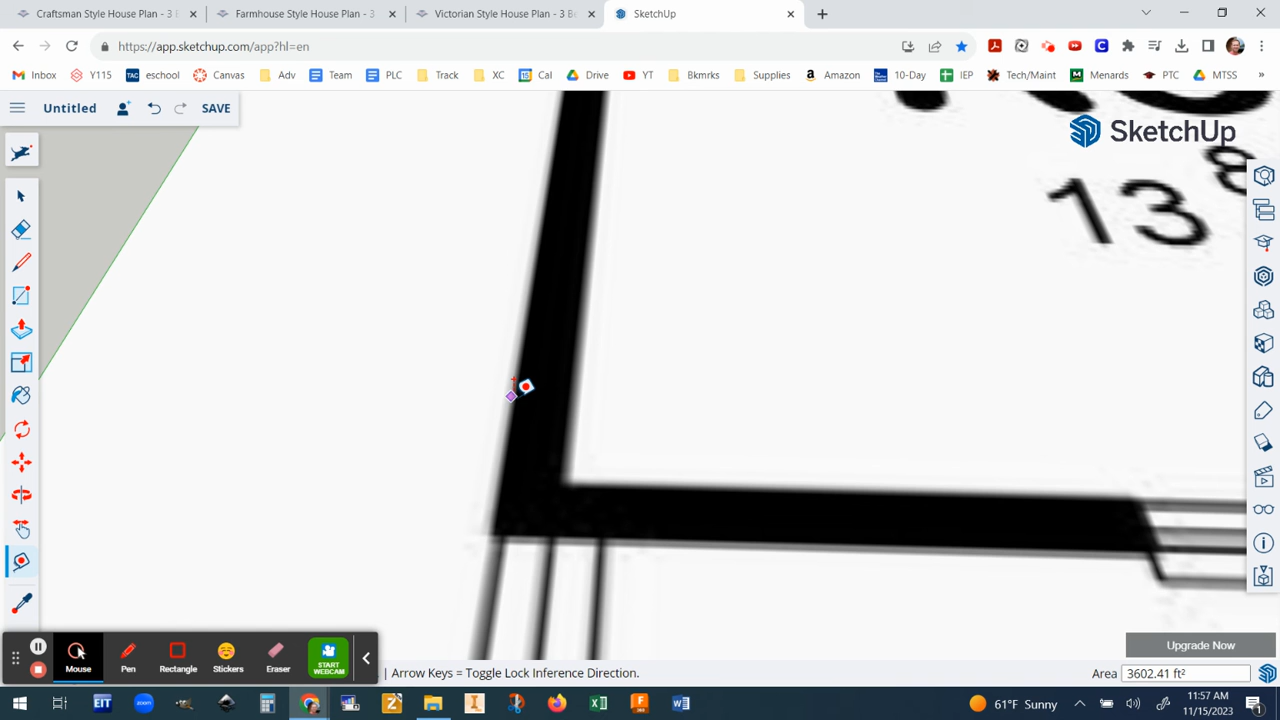 Craftsman Style House Plan - 3 B
Farmhouse Style House Plan - 3
Victorian Style House Plan - 3 Be
SketchUp
https://app.sketchup.com/app?hl=en
Inbox
Y115
eschool
Canvas
Adv
Team
PLC
Track
XC
Cal
Drive
YT
Bkmrks
Supplies
Amazon
10-Day
IEP
Tech/Maint
Menards
PTC
MTSS
»
Untitled
SAVE
SketchUp
13
8
Mouse
Pen
Rectangle
Stickers
Eraser
START
WEBCAM
Upgrade Now
| Arrow Keys = Toggle Lock Inference Direction.
Area
3602.41 ft²
EIT
zoom
61°F Sunny
11:57 AM
11/15/2023